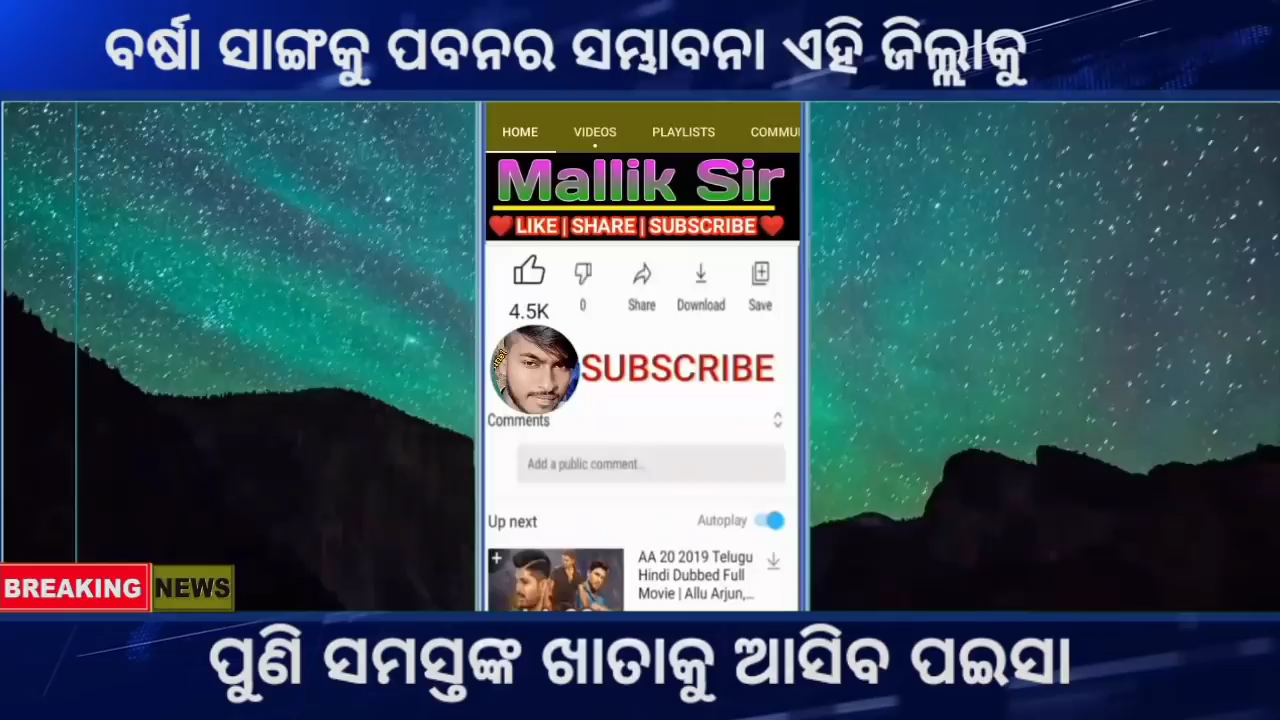 ବର୍ଷା ସାଙ୍ଗକୁ ପବନର ସମ୍ଭାବନା ଏହି ଜିଲ୍ଲାକୁ
HOME VIDEOS PLAYLISTS COMMU
Mallik Sir
LIKE | SHARE | SUBSCRIBE
4.5K 0 Share Download Save
SUBSCRIBE
Comments
Add a public comment...
Up next Autoplay
AA 20 2019 Telugu
Hindi Dubbed Full
Movie | Allu Arjun,...
BREAKING NEWS
ପୁଣି ସମସ୍ତଙ୍କ ଖାତାକୁ ଆସିବ ପଇସା